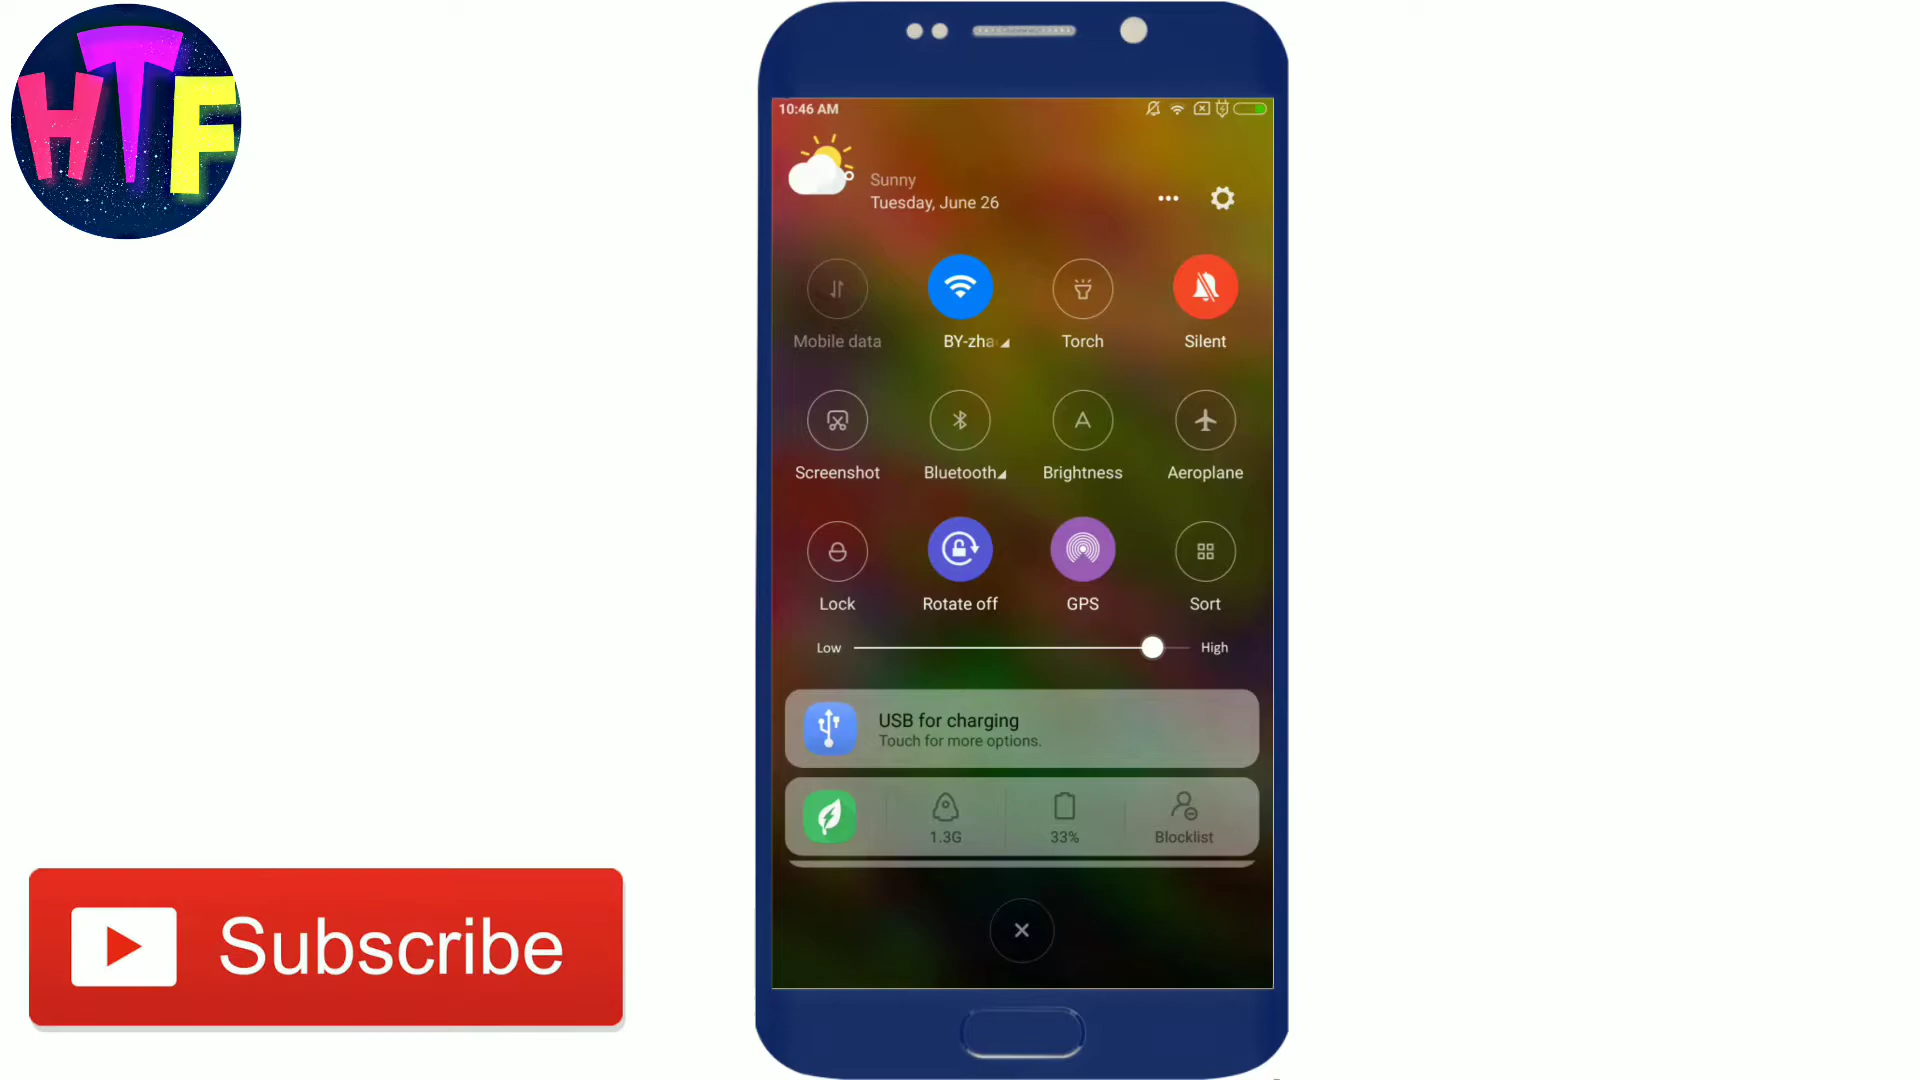 HTF
10:46 AM
Sunny
Tuesday, June 26
Mobile data
BY-zha
Torch
Silent
Screenshot
Bluetooth
A
Brightness
Aeroplane
Lock
Rotate off
GPS
Sort
Low
High
USB for charging
Touch for more options.
1.3G
33%
Blocklist
Subscribe